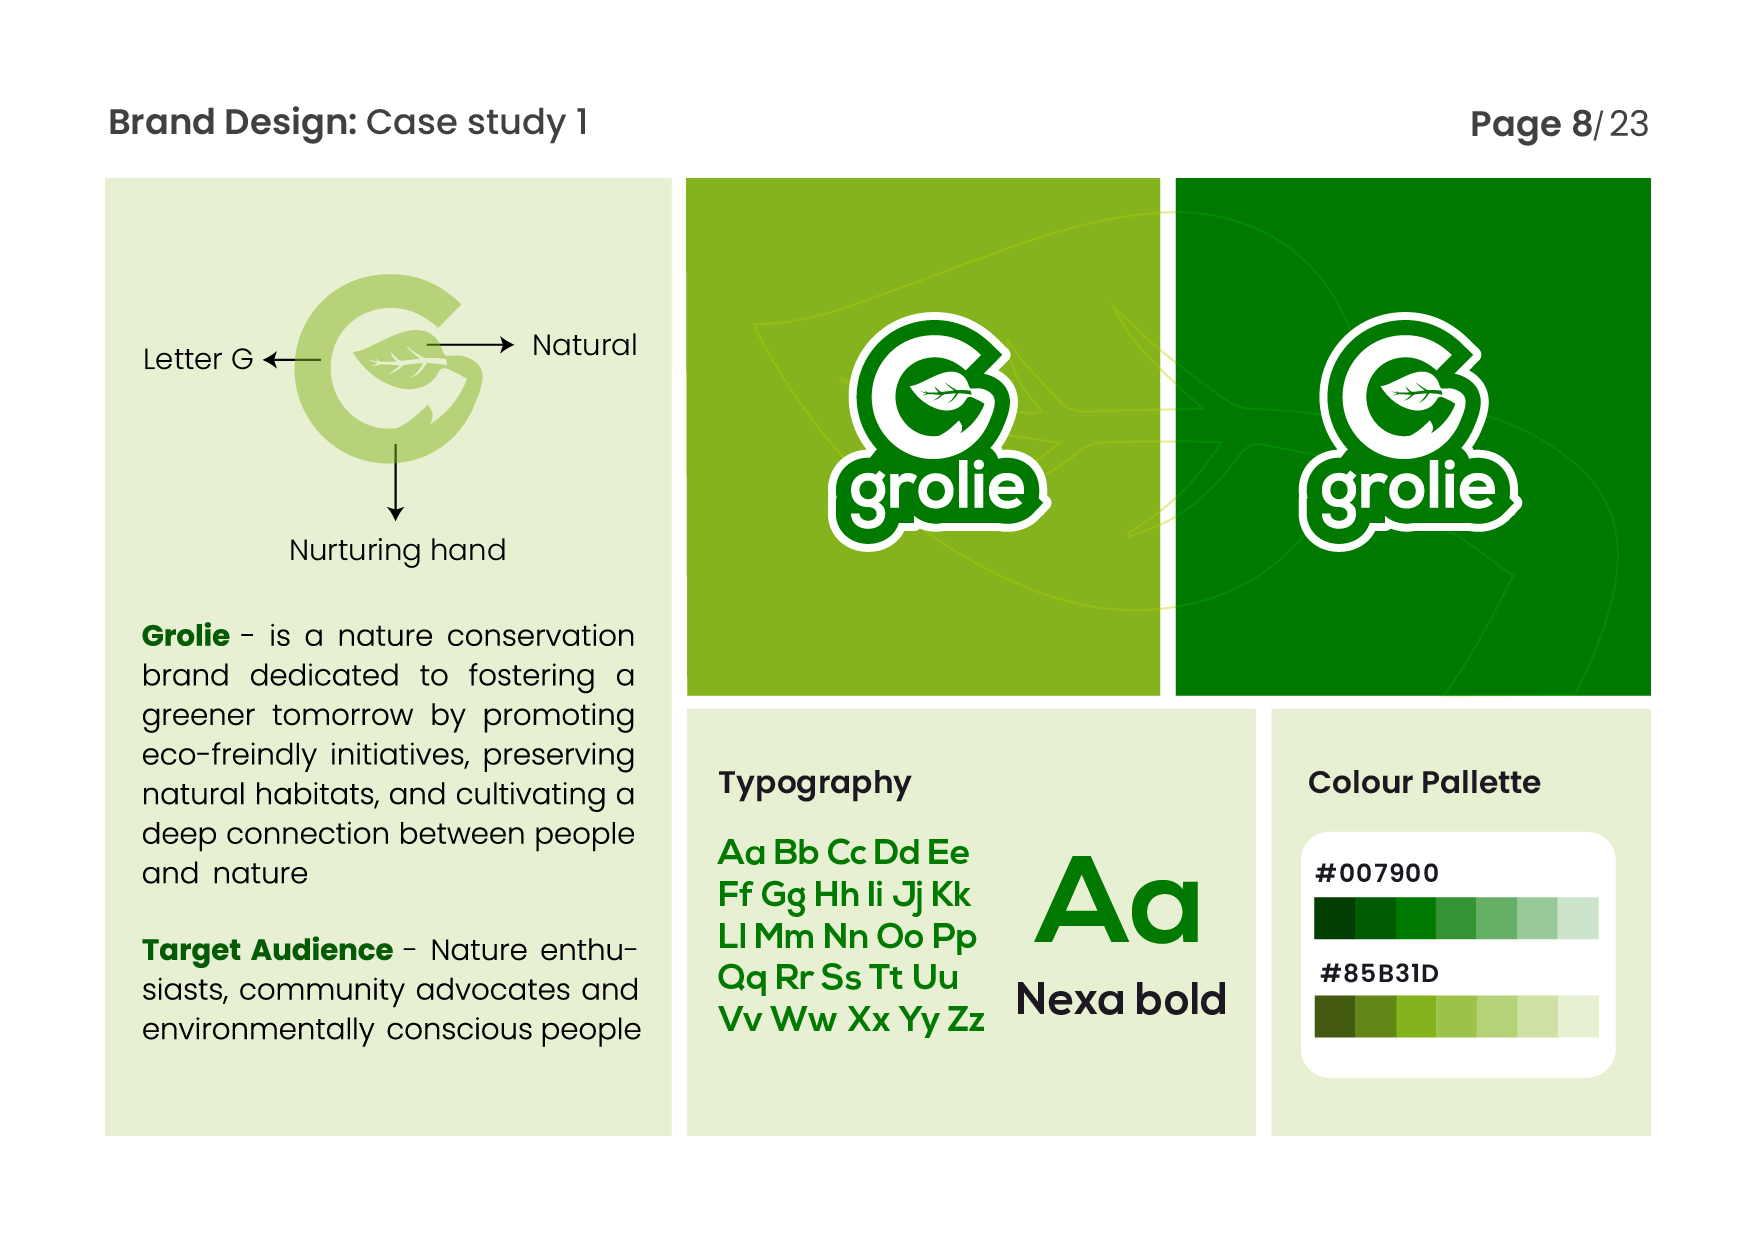 Brand Design: Case study 1
Page 8/ 23
Letter G
Natural
Nurturing hand
Grolie - is a nature conservation
brand dedicated to fostering a
greener tomorrow by promoting
eco-freindly initiatives, preserving
natural habitats, and cultivating a
deep connection between people
and nature
Target Audience - Nature enthu-
siasts, community advocates and
environmentally conscious people
grolie
grolie
Typography
Aa Bb Cc Dd Ee
Ff Gg Hh Ii Jj Kk
Ll Mm Nn Oo Pp
Qq Rr Ss Tt Uu
Vv Ww Xx Yy Zz
Aa
Nexa bold
Colour Pallette
#007900
#85B31D